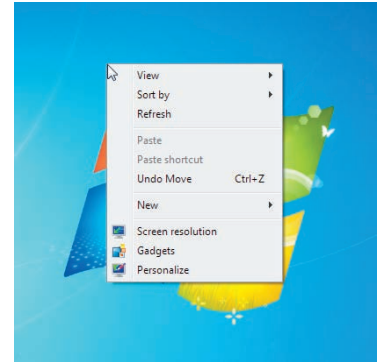 View
Sort by
Refresh
Paste
Paste shortcut
Undo Move Ctrl+Z
New
Screen resolution
Gadgets
Personalize